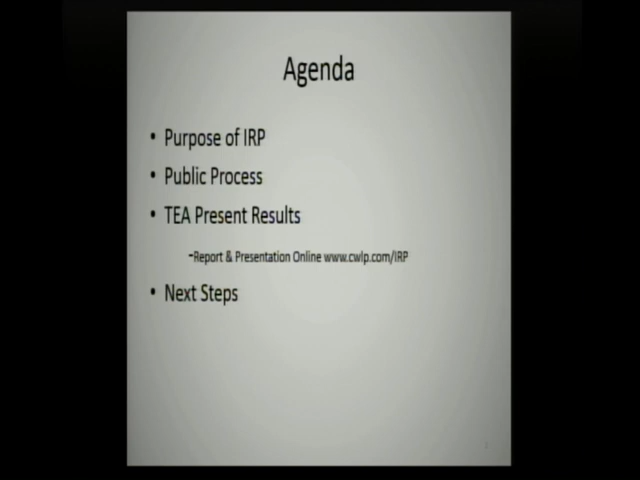 Agenda
• Purpose of IRP
• Public Process
• TEA Present Results
-Report & Presentation Online www.cwlp.com/IRP
• Next Steps